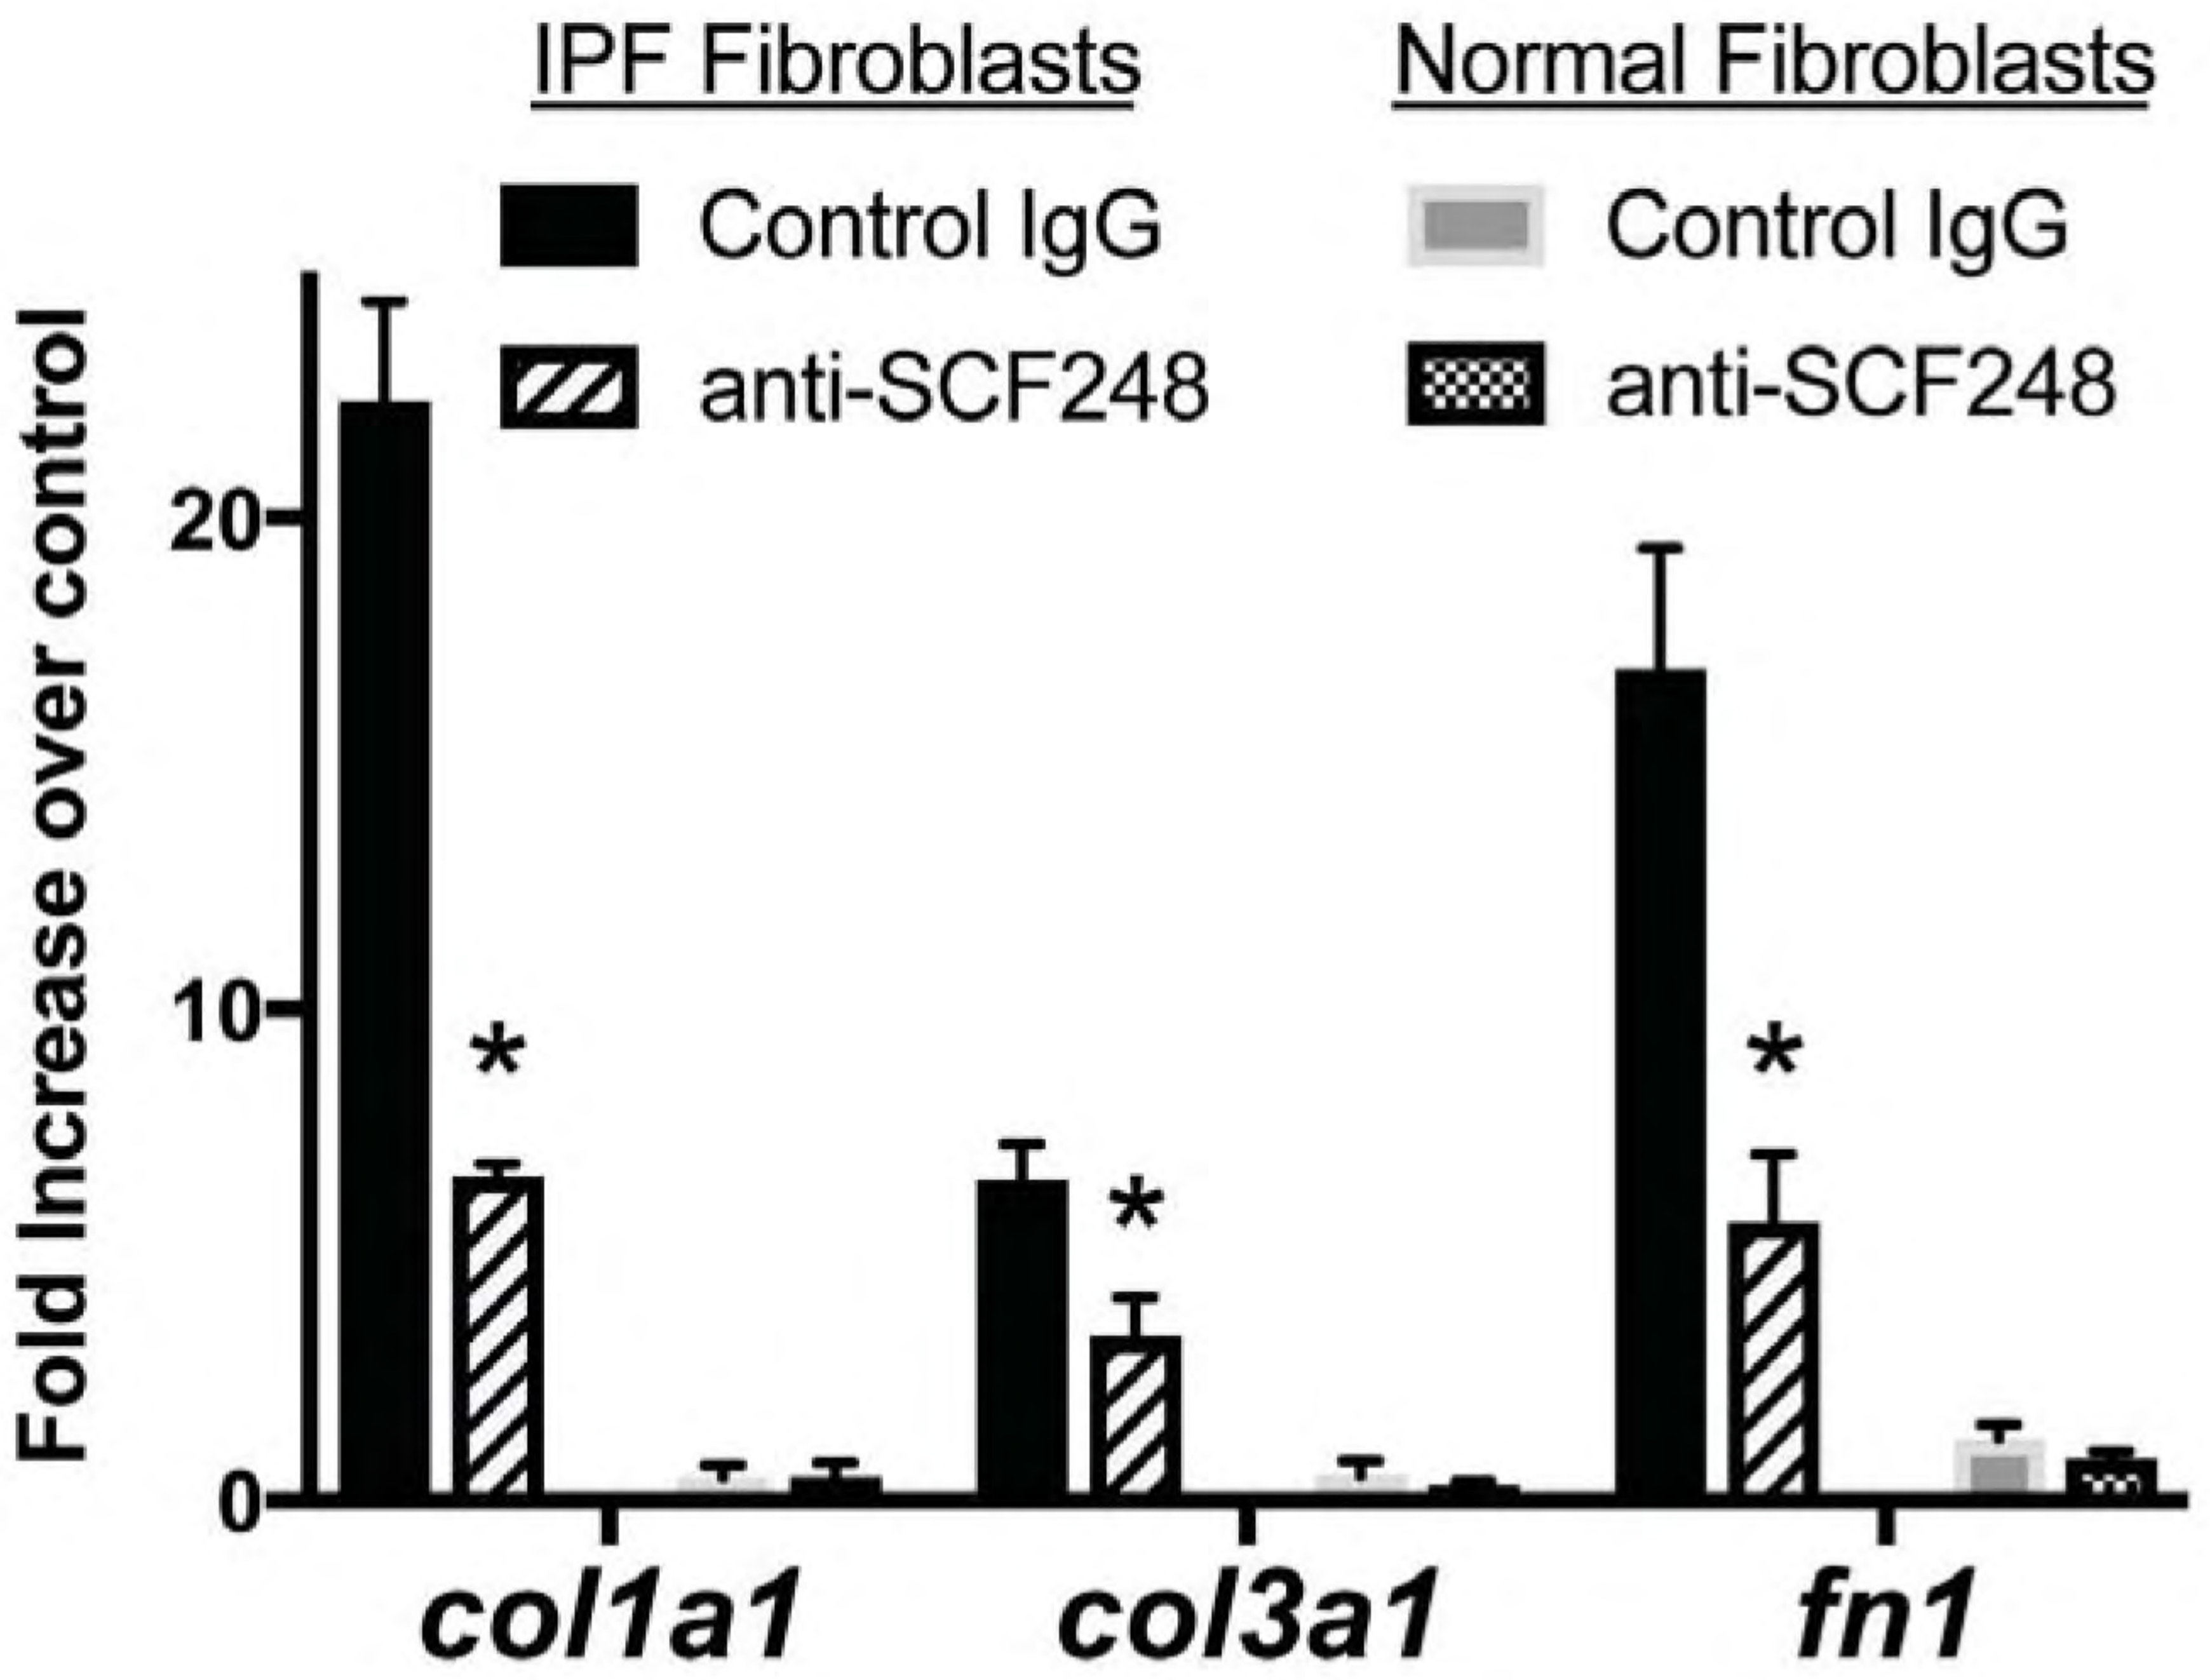 IPF Fibroblasts
Normal Fibroblasts
Control IgG
Control IgG
anti-SCF248
anti-SCF248
Fold Increase over control
20
10
0
*
*
*
col1a1
col3a1
fn1